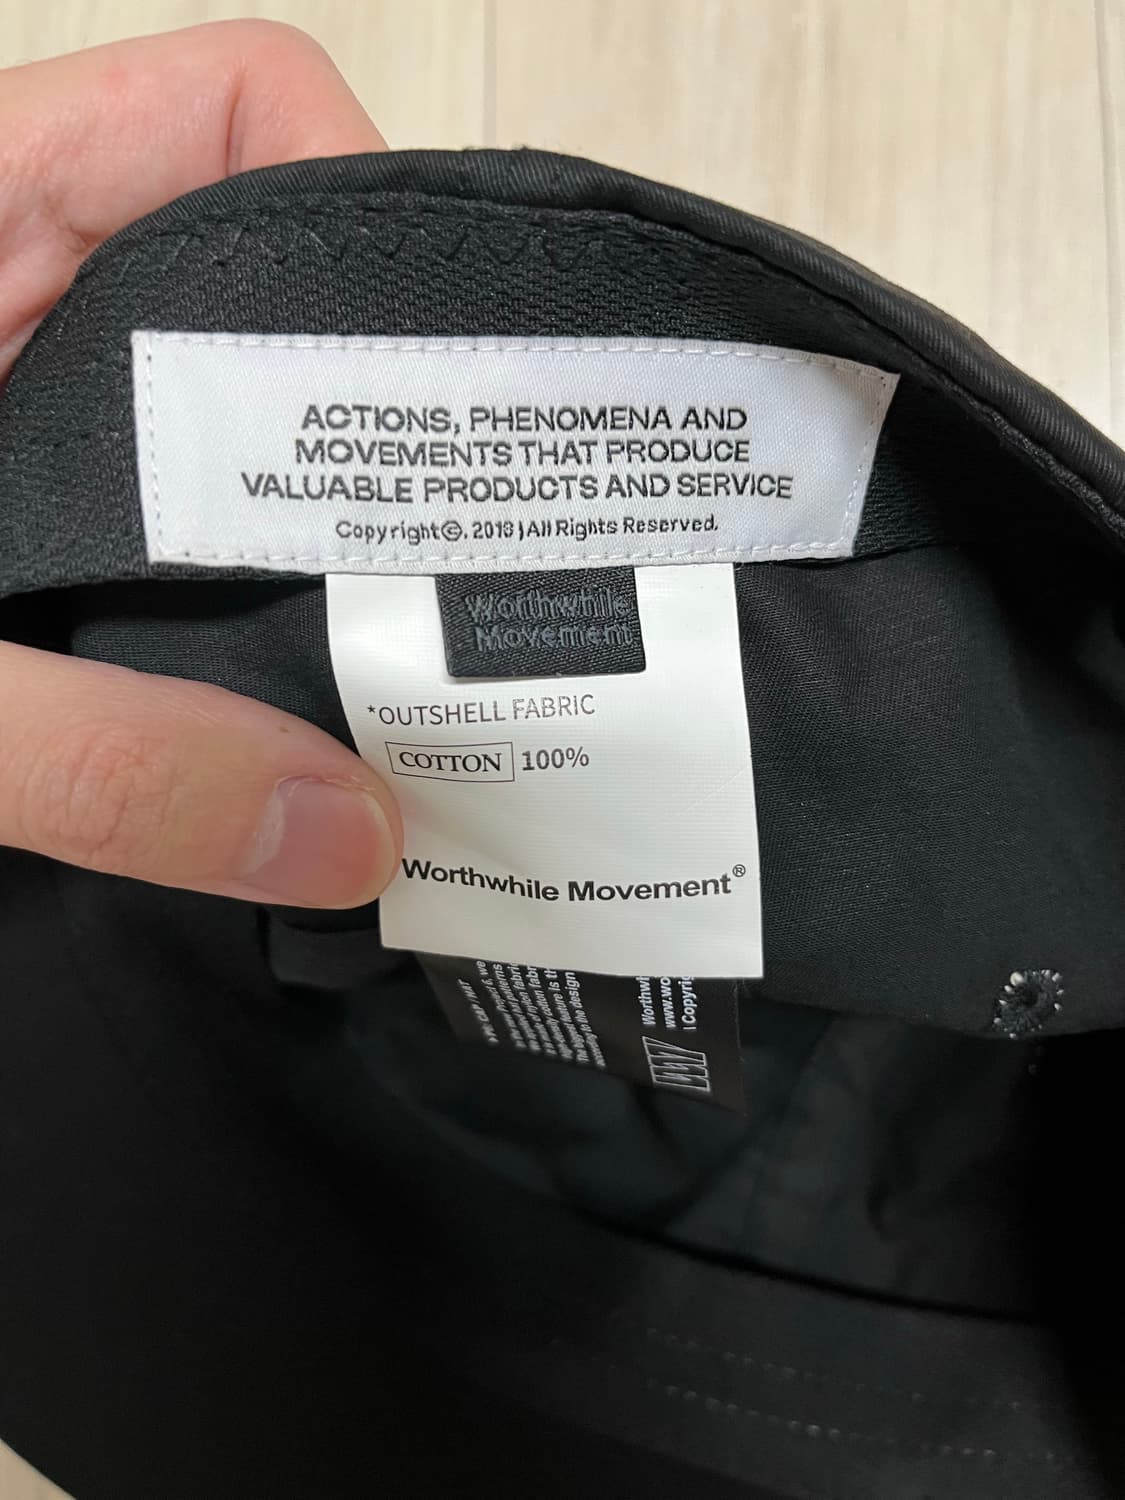 ACTIONS, PHENOMENA AND
MOVEMENTS THAT PRODUCE
VALUABLE PRODUCTS AND SERVICE
Copyright©. 2018 | All Rights Reserved.
Worthwhile
Movement
*OUTSHELL FABRIC
COTTON 100%
Worthwhile Movement®